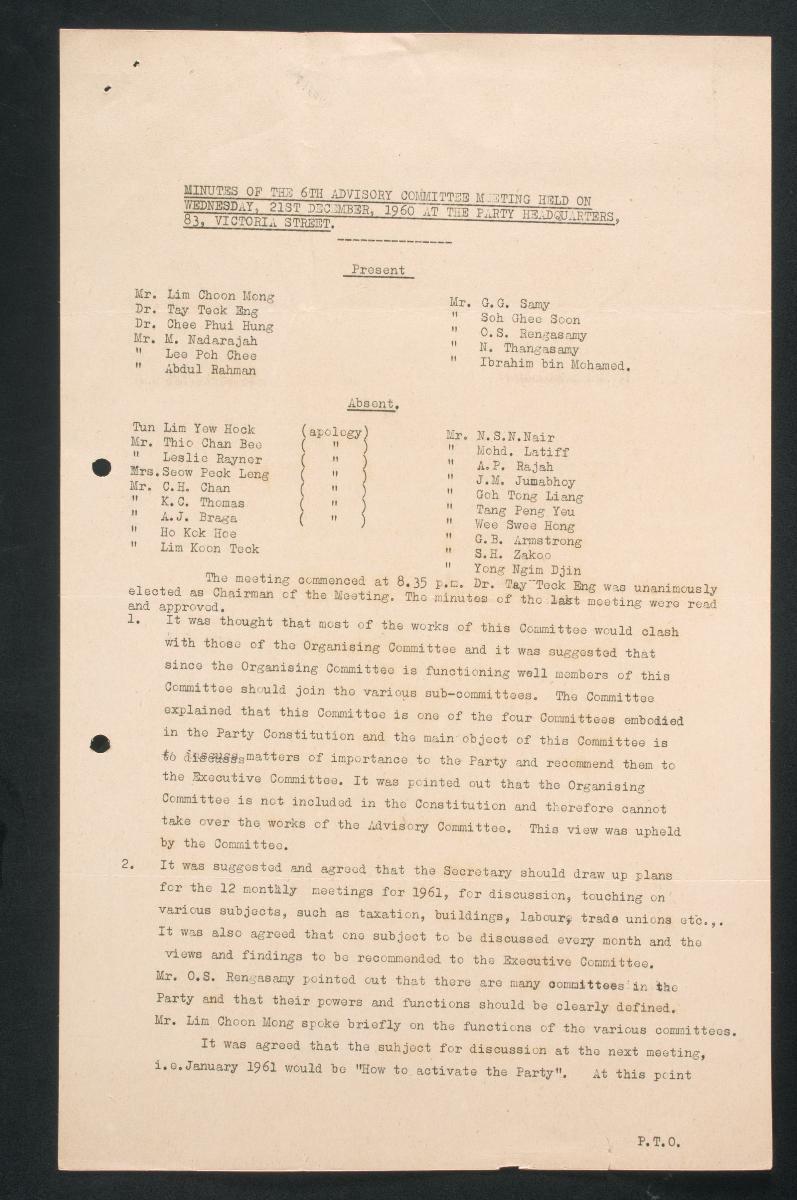 MINUTES OF THE 6TH ADVISORY COMMITTEE MEETING HELD ON
WEDNESDAY, 21ST DECEMBER, 1960 AT THE PARTY HEADQUARTERS,
83, VICTORIA STREET.
---------------
Present
Mr. Lim Choon Mong
Dr. Tay Teck Eng
Dr. Chee Phui Hung
Mr. M. Nadarajah
" Lee Poh Chee
" Abdul Rahman
Mr. G.G. Samy
" Soh Ghee Soon
" O.S. Rengasamy
" N. Thangasamy
" Ibrahim bin Mohamed.
Absent.
Tun Lim Yew Hock (apology)
Mr. Thio Chan Bee ( " )
" Leslie Rayner ( " )
Mrs. Seow Peck Leng ( " )
Mr. C.H. Chan ( " )
" K.C. Thomas ( " )
" A.J. Braga ( " )
" Ho Kok Hoe
" Lim Koon Teck
Mr. N.S.N.Nair
" Mohd. Latiff
" A.P. Rajah
" J.M. Jumabhoy
" Goh Tong Liang
" Tang Peng Yeu
" Wee Swee Hong
" G.B. Armstrong
" S.H. Zakoo
" Yong Ngim Djin
The meeting commenced at 8.35 p.m. Dr. Tay Teck Eng was unanimously
elected as Chairman of the Meeting. The minutes of the last meeting were read
and approved.
1. It was thought that most of the works of this Committee would clash
with those of the Organising Committee and it was suggested that
since the Organising Committee is functioning well members of this
Committee should join the various sub-committees. The Committee
explained that this Committee is one of the four Committees embodied
in the Party Constitution and the main object of this Committee is
to discuss matters of importance to the Party and recommend them to
the Executive Committee. It was pointed out that the Organising
Committee is not included in the Constitution and therefore cannot
take over the works of the Advisory Committee. This view was upheld
by the Committee.
2. It was suggested and agreed that the Secretary should draw up plans
for the 12 monthly meetings for 1961, for discussion, touching on
various subjects, such as taxation, buildings, labour, trade unions etc.,.
It was also agreed that one subject to be discussed every month and the
views and findings to be recommended to the Executive Committee.
Mr. O.S. Rengasamy pointed out that there are many committees in the
Party and that their powers and functions should be clearly defined.
Mr. Lim Choon Mong spoke briefly on the functions of the various committees.
It was agreed that the suhject for discussion at the next meeting,
i.e.January 1961 would be "How to activate the Party". At this point
P.T.O.